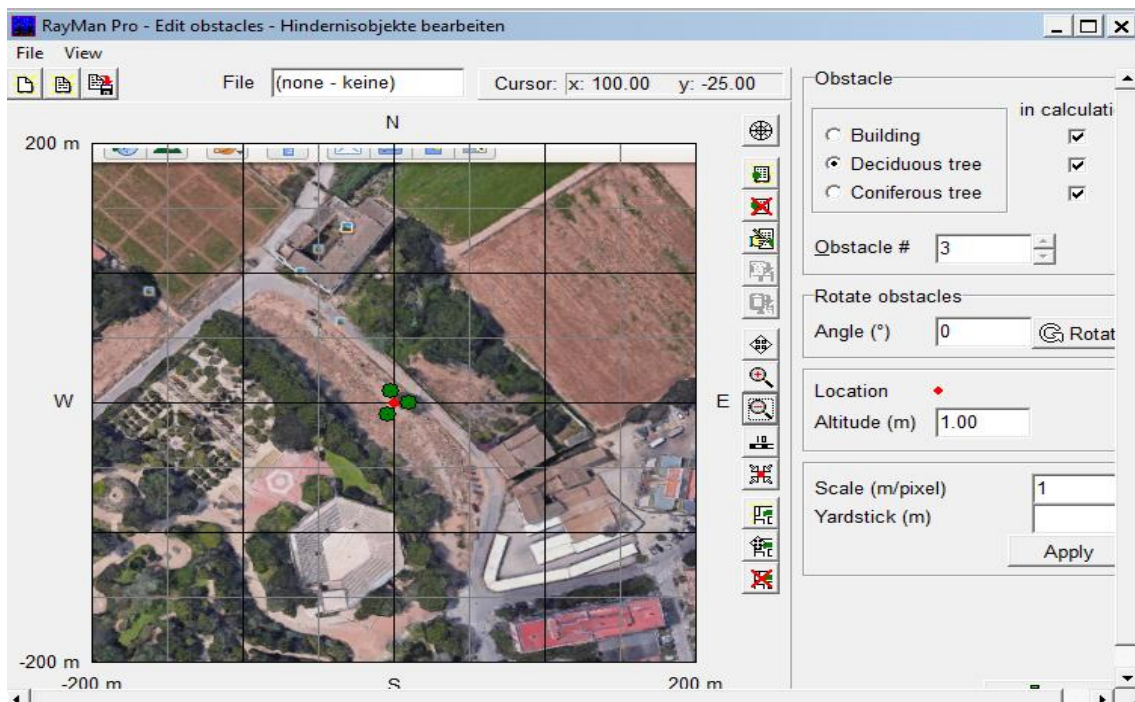 RayMan Pro - Edit obstacles - Hindernisobjekte bearbeiten
File View
File (none - keine) Cursor: x: 100.00 y: -25.00
N
200 m
W
E
-200 m
-200 m S 200 m
Obstacle
in calculati
Building
Deciduous tree
Coniferous tree
Obstacle # 3
Rotate obstacles
Angle (°) 0 Rotat
Location
Altitude (m) 1.00
Scale (m/pixel) 1
Yardstick (m)
Apply